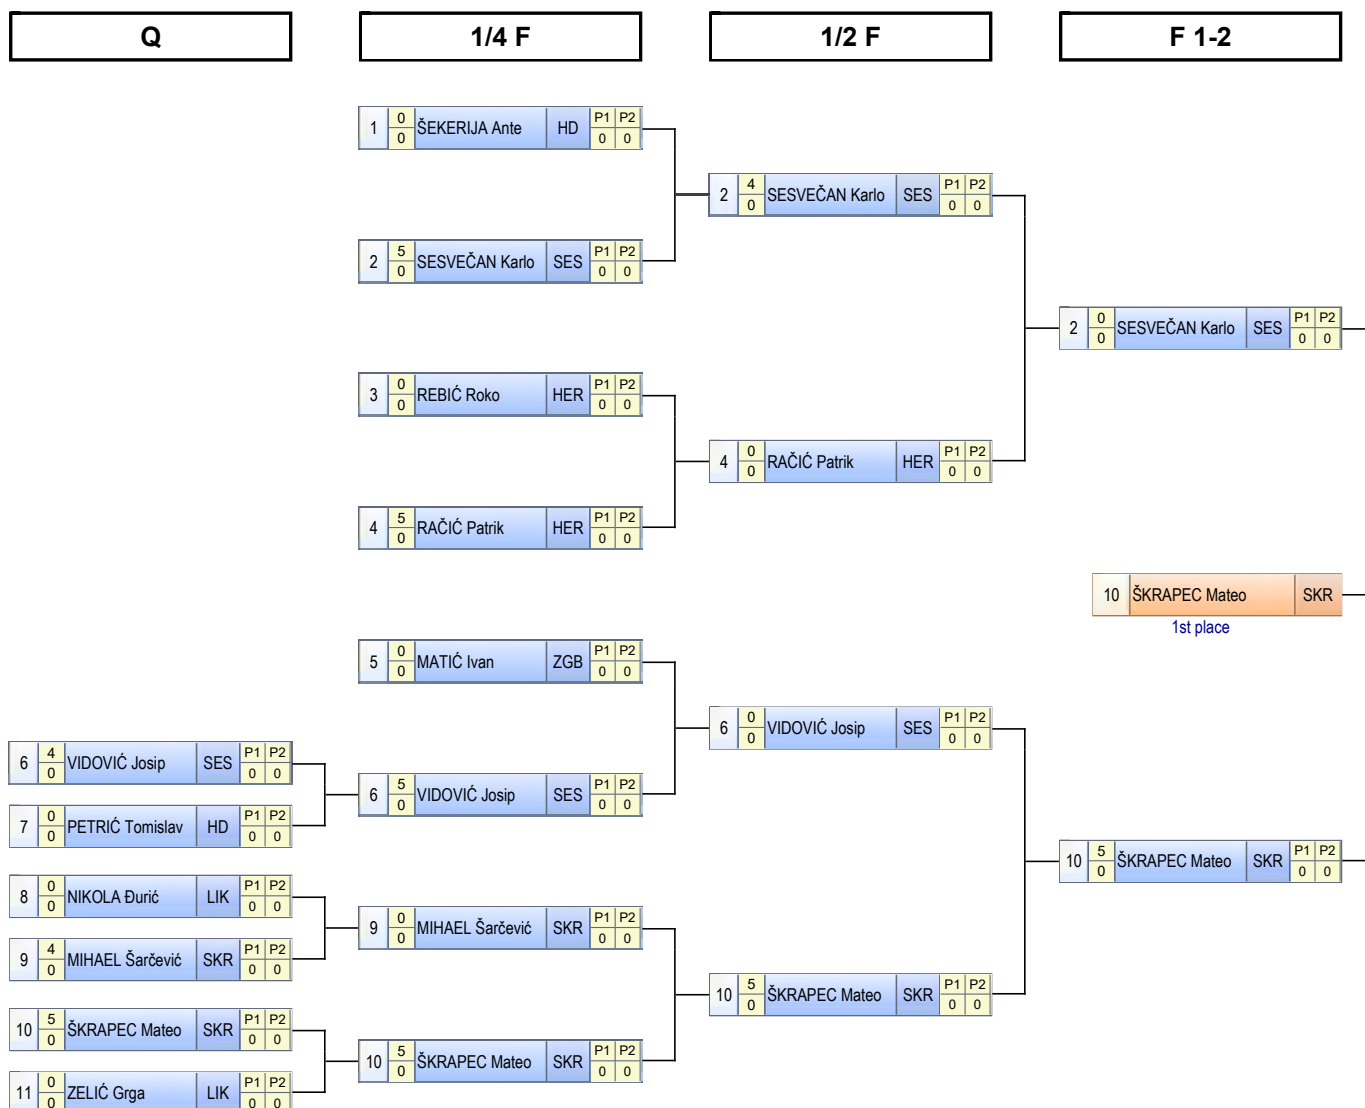 Q
1/4 F
1/2 F
F 1-2
1 0 0 ŠEKERIJA Ante HD P1 P2 0 0
2 4 0 SESVEČAN Karlo SES P1 P2 0 0
2 5 0 SESVEČAN Karlo SES P1 P2 0 0
2 0 0 SESVEČAN Karlo SES P1 P2 0 0
3 0 0 REBIĆ Roko HER P1 P2 0 0
4 0 0 RAČIĆ Patrik HER P1 P2 0 0
4 5 0 RAČIĆ Patrik HER P1 P2 0 0
10 ŠKRAPEC Mateo SKR
1st place
5 0 0 MATIĆ Ivan ZGB P1 P2 0 0
6 0 0 VIDOVIĆ Josip SES P1 P2 0 0
6 4 0 VIDOVIĆ Josip SES P1 P2 0 0
6 5 0 VIDOVIĆ Josip SES P1 P2 0 0
7 0 0 PETRIĆ Tomislav HD P1 P2 0 0
10 5 0 ŠKRAPEC Mateo SKR P1 P2 0 0
8 0 0 NIKOLA Đurić LIK P1 P2 0 0
9 0 0 MIHAEL Šarčević SKR P1 P2 0 0
9 4 0 MIHAEL Šarčević SKR P1 P2 0 0
10 5 0 ŠKRAPEC Mateo SKR P1 P2 0 0
10 5 0 ŠKRAPEC Mateo SKR P1 P2 0 0
10 5 0 ŠKRAPEC Mateo SKR P1 P2 0 0
11 0 0 ZELIĆ Grga LIK P1 P2 0 0